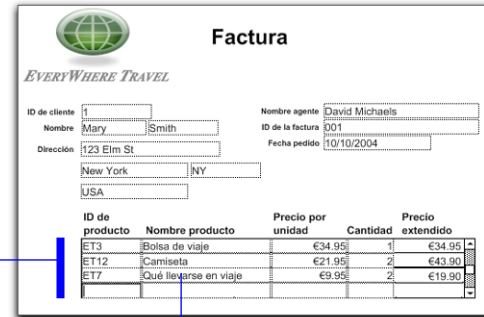 Factura
EVERYWHERE TRAVEL
ID de cliente 1
Nombre Mary Smith
Dirección 123 Elm St
New York NY
USA
Nombre agente David Michaels
ID de la factura 001
Fecha pedido 10/10/2004
ID de producto Nombre producto Precio por unidad Cantidad Precio extendido
ET3 Bolsa de viaje €34.95 1 €34.95
ET12 Camiseta €21.95 2 €43.90
ET7 Qué llevarse en viaje €9.95 2 €19.90